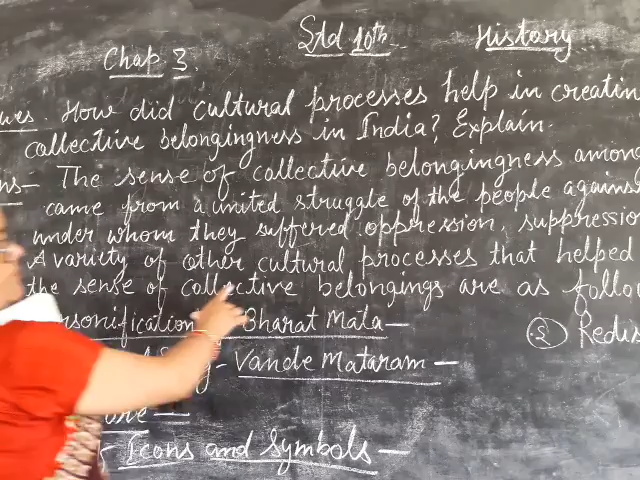 Std 10th History
Chap 3.
ues. How did cultural processes help in creatin
collective belongingness in India? Explain.
ns- The sense of collective belongingness among
came from a united struggle of the people agains
under whom they suffered oppression, suppressio
A variety of other cultural processes that helped
the sense of collective belongings are as follo
sonification Bharat Mata-
(2) Redis
Vande Mataram-
Icons and Symbols-